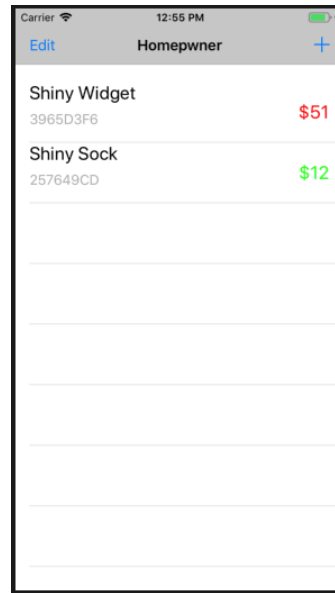 Carrier 12:55 PM
Edit Homepwner +
Shiny Widget
3965D3F6
$51
Shiny Sock
257649CD
$12